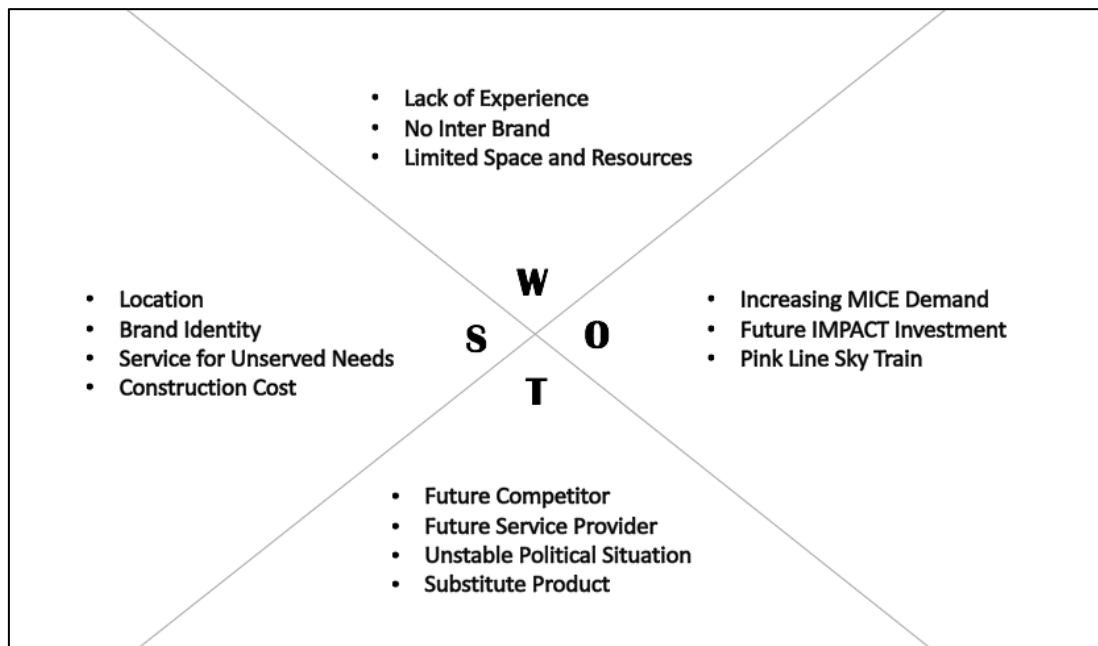 • Lack of Experience
• No Inter Brand
• Limited Space and Resources
W
• Location
• Brand Identity
• Service for Unserved Needs
• Construction Cost
S
O
• Increasing MICE Demand
• Future IMPACT Investment
• Pink Line Sky Train
T
• Future Competitor
• Future Service Provider
• Unstable Political Situation
• Substitute Product